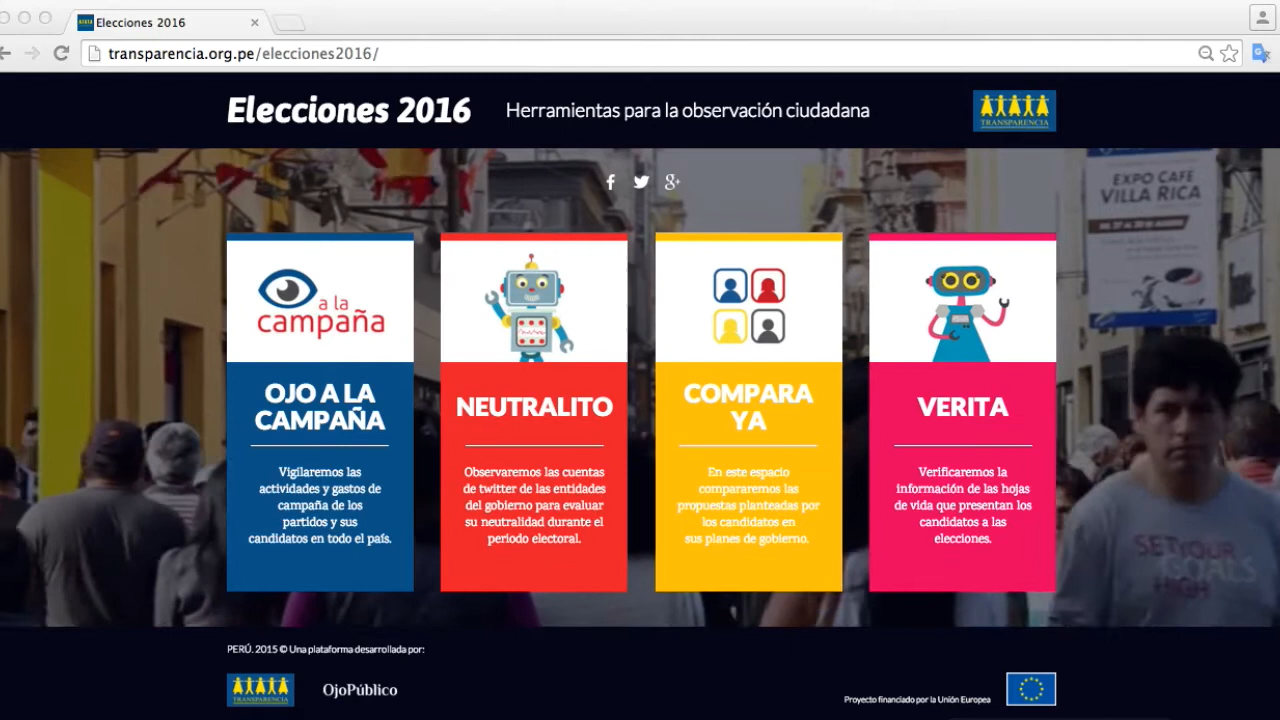 Elecciones 2016
transparencia.org.pe/elecciones2016/
Elecciones 2016
Herramientas para la observación ciudadana
TRANSPARENCIA
EXPO CAFÉ
VILLA RICA
a la
campaña
OJO A LA
CAMPAÑA
Vigilaremos las
actividades y gastos de
campaña de los
partidos y sus
candidatos en todo el país.
NEUTRALITO
Observaremos las cuentas
de twitter de las entidades
del gobierno para evaluar
su neutralidad durante el
periodo electoral.
COMPARA
YA
En este espacio
compararemos las
propuestas planteadas por
los candidatos en
sus planes de gobierno.
VERITA
Verificaremos la
información de las hojas
de vida que presentan los
candidatos a las
elecciones.
SET YOUR
GOALS
HIGH
PERÚ. 2015 © Una plataforma desarrollada por:
TRANSPARENCIA
OjoPúblico
Proyecto financiado por la Unión Europea